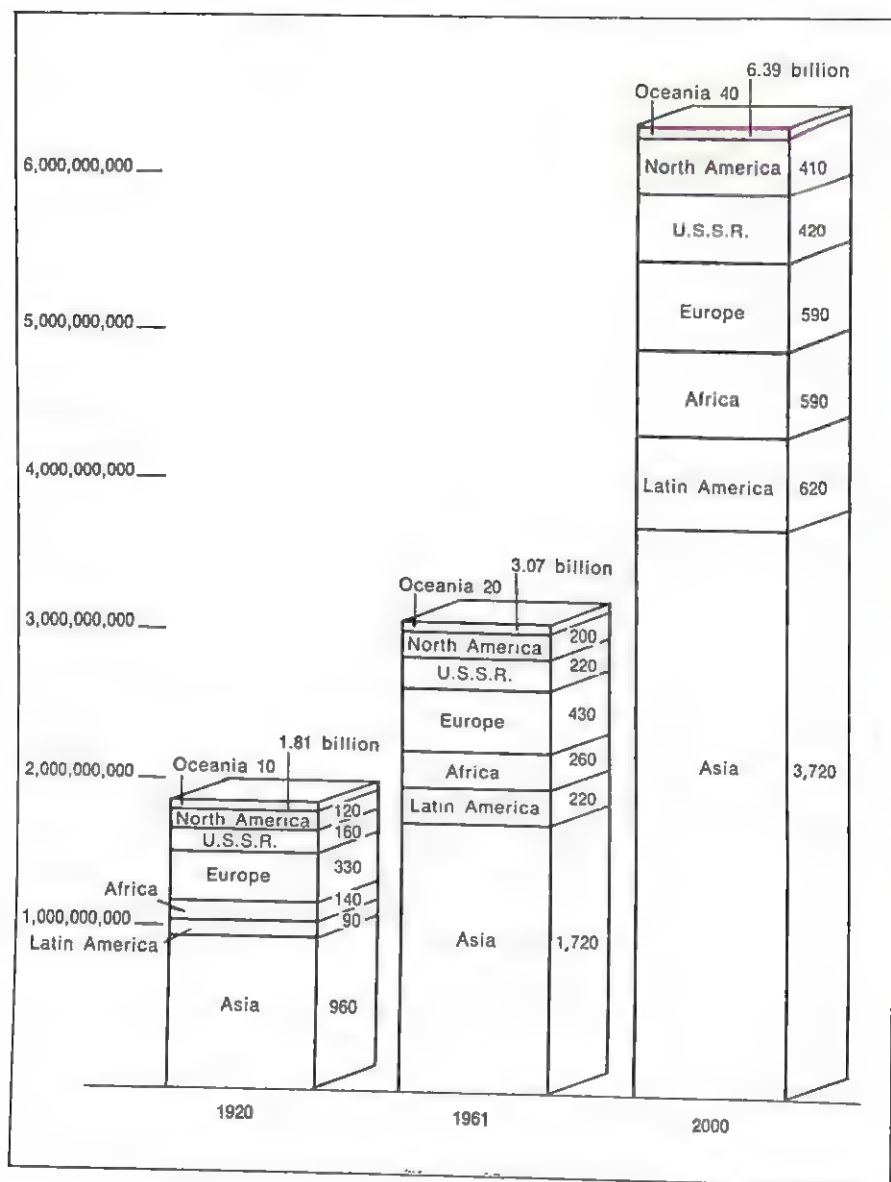 6.39 billion
Oceania 40
6,000,000,000
North America 410
U.S.S.R. 420
Europe 590
5,000,000,000
Africa 590
4,000,000,000
Latin America 620
3.07 billion
Oceania 20
3,000,000,000
North America 200
U.S.S.R. 220
Europe 430
1.81 billion
Oceania 10
2,000,000,000
Africa 260
Asia 3,720
Latin America 220
North America 120
U.S.S.R. 160
Europe 330
Africa 140
1,000,000,000
Latin America 90
Asia 1,720
Asia 960
1920
1961
2000